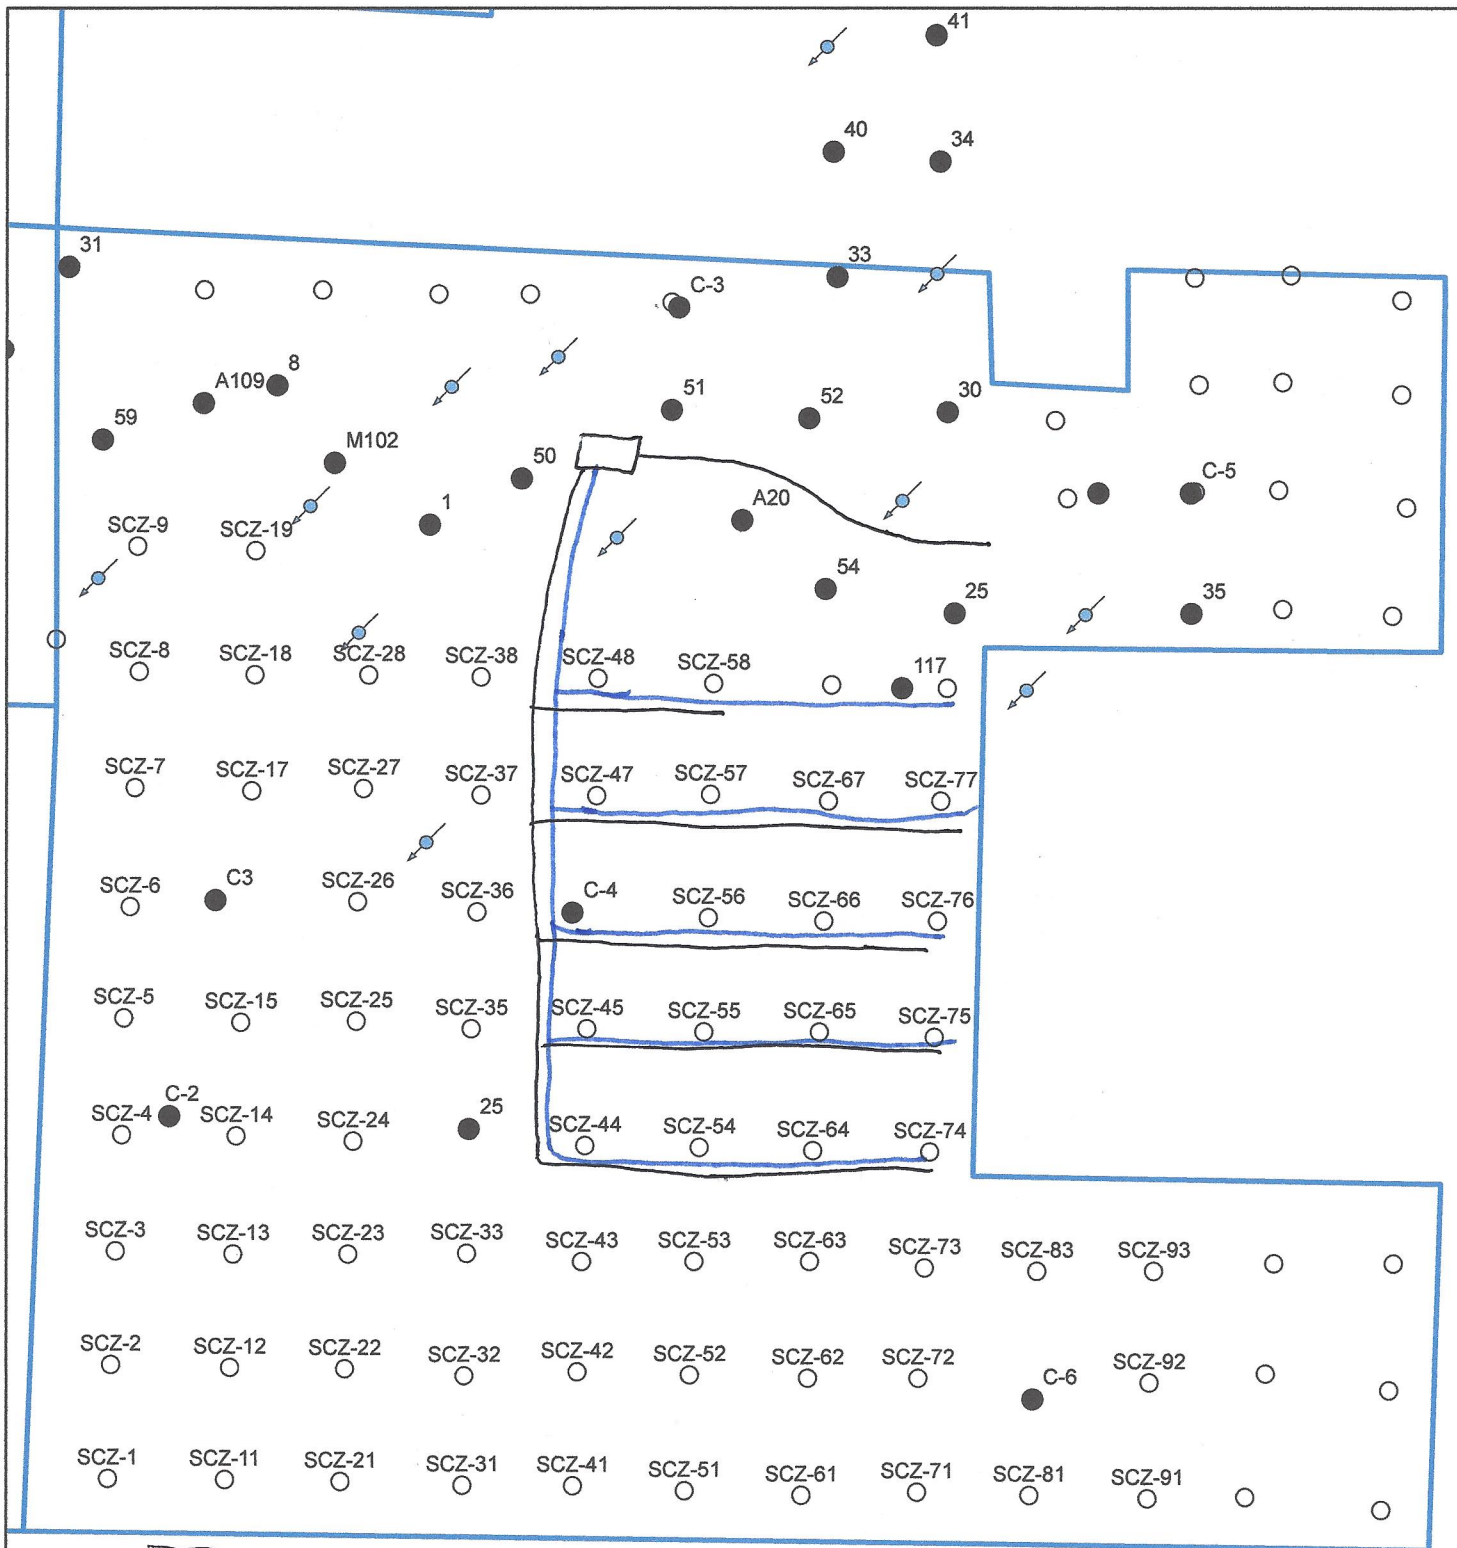 41
40 34
31 33
C-3
8
A109 51 52 30
59 M102
50 C-5
1 A20
SCZ-9 SCZ-19
54 25 35
SCZ-8 SCZ-18 SCZ-28 SCZ-38 SCZ-48 SCZ-58 117
SCZ-7 SCZ-17 SCZ-27 SCZ-37 SCZ-47 SCZ-57 SCZ-67 SCZ-77
SCZ-6 C3 SCZ-26 SCZ-36 C-4 SCZ-56 SCZ-66 SCZ-76
SCZ-5 SCZ-15 SCZ-25 SCZ-35 SCZ-45 SCZ-55 SCZ-65 SCZ-75
SCZ-4 C-2 SCZ-14 SCZ-24 25 SCZ-44 SCZ-54 SCZ-64 SCZ-74
SCZ-3 SCZ-13 SCZ-23 SCZ-33 SCZ-43 SCZ-53 SCZ-63 SCZ-73 SCZ-83 SCZ-93
SCZ-2 SCZ-12 SCZ-22 SCZ-32 SCZ-42 SCZ-52 SCZ-62 SCZ-72 C-6 SCZ-92
SCZ-1 SCZ-11 SCZ-21 SCZ-31 SCZ-41 SCZ-51 SCZ-61 SCZ-71 SCZ-81 SCZ-91